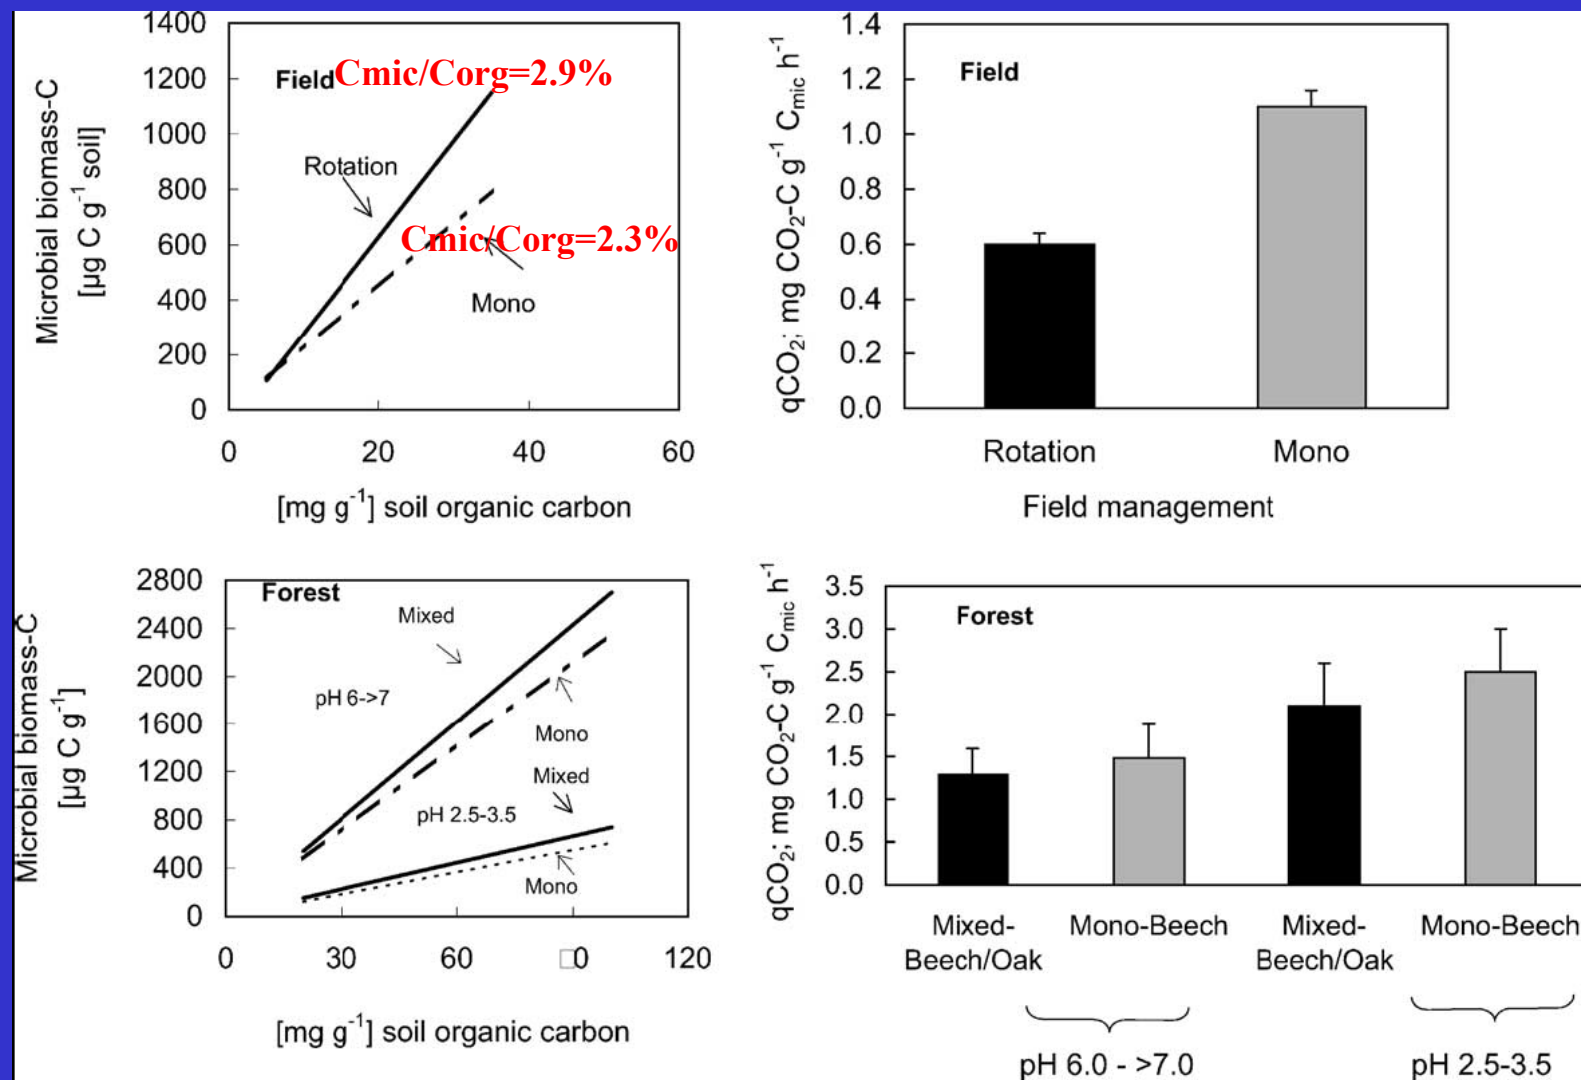 Microbial biomass-C
[µg C g⁻¹ soil]
1400
1200
1000
800
600
400
200
0
Field
Cmic/Corg=2.9%
Rotation
Cmic/Corg=2.3%
Mono
0 20 40 60
[mg g⁻¹] soil organic carbon
qCO₂; mg CO₂-C g⁻¹ Cmic h⁻¹
1.4
1.2
1.0
0.8
0.6
0.4
0.2
0.0
Field
Rotation Mono
Field management
Microbial biomass-C
[µg C g⁻¹]
2800
2400
2000
1600
1200
800
400
0
Forest
Mixed
pH 6->7
Mono
Mixed
pH 2.5-3.5
Mono
0 30 60 □0 120
[mg g⁻¹] soil organic carbon
qCO₂; mg CO₂-C g⁻¹ Cmic h⁻¹
3.5
3.0
2.5
2.0
1.5
1.0
0.5
0.0
Forest
Mixed- Mono-Beech Mixed- Mono-Beech
Beech/Oak Beech/Oak
pH 6.0 - >7.0 pH 2.5-3.5